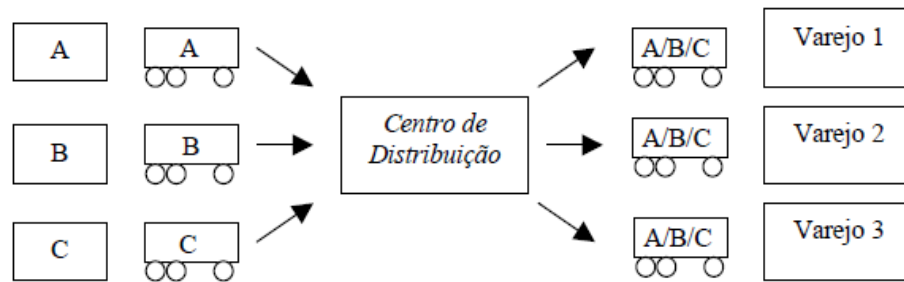 A
A
A/B/C
Varejo 1
B
B
Centro de
Distribuição
A/B/C
Varejo 2
C
C
A/B/C
Varejo 3